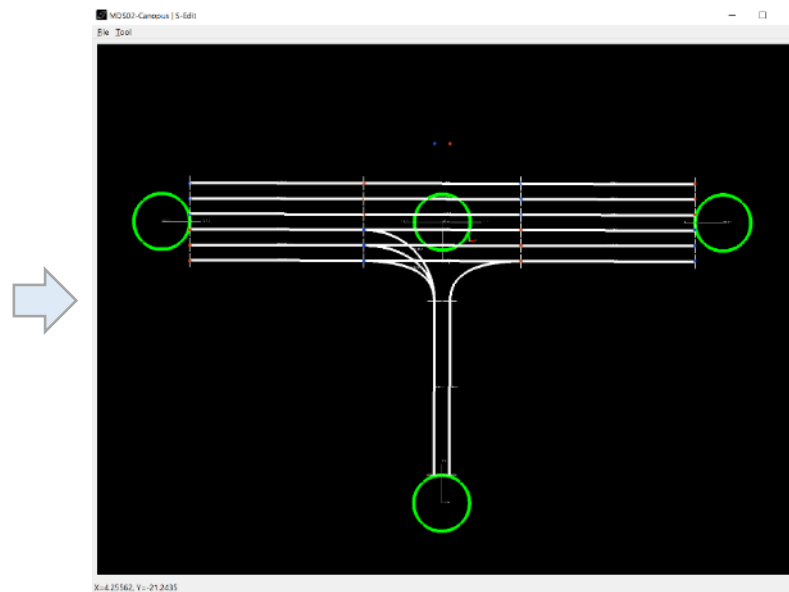 MDS02-Canopus | S-Edit
File Tool
X=4.25562, Y=-21.2435